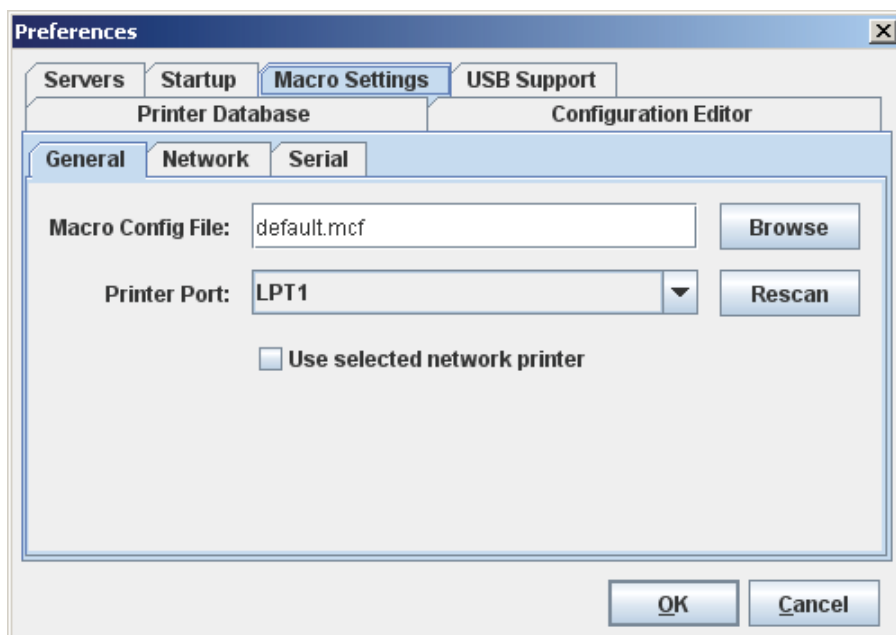 Preferences
Servers Startup Macro Settings USB Support
Printer Database Configuration Editor
General Network Serial
Macro Config File: default.mcf Browse
Printer Port: LPT1 Rescan
Use selected network printer
OK Cancel